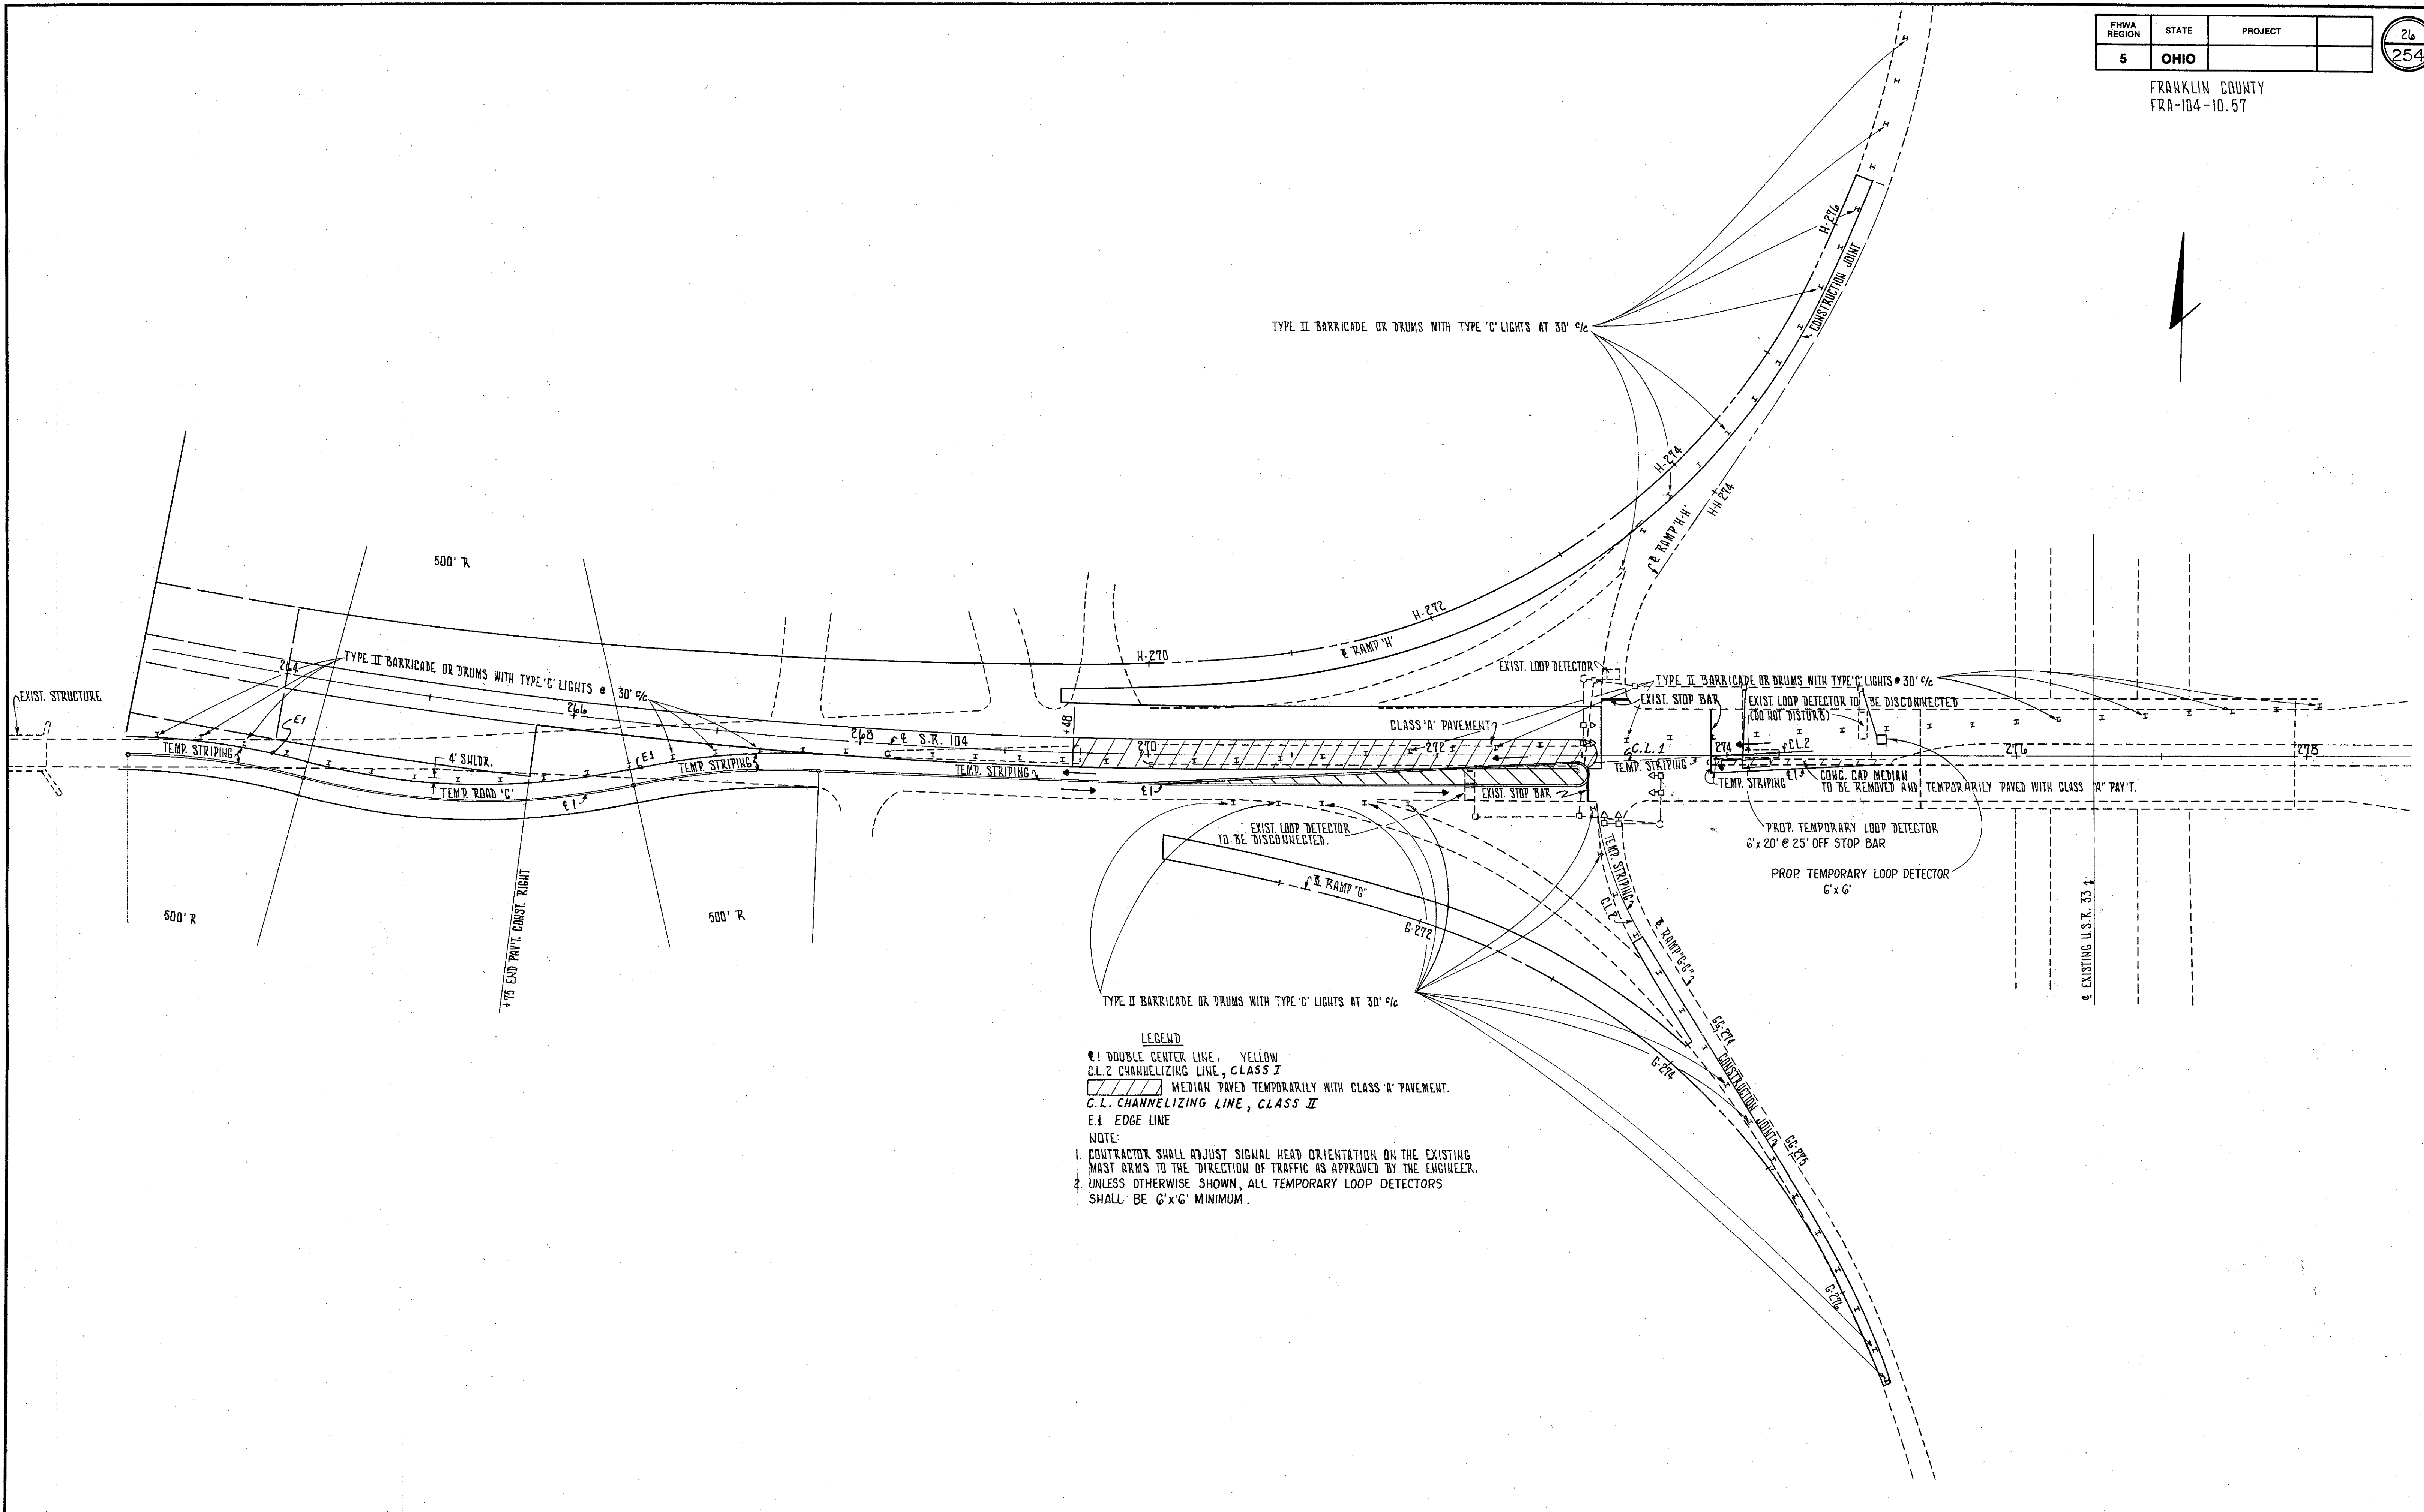 FHWA REGION STATE PROJECT
5 OHIO
26
254
FRANKLIN COUNTY
FRA-104-10.57
TYPE II BARRICADE OR DRUMS WITH TYPE 'C' LIGHTS AT 30' c/c
H-276
CONSTRUCTION JOINT
H-274
H-H 274
℄ RAMP 'H-H'
H-272
℄ RAMP 'H'
H-270
500' R
264
TYPE II BARRICADE OR DRUMS WITH TYPE 'C' LIGHTS @ 30' c/c
EXIST. STRUCTURE
E1
TEMP. STRIPING
266
4' SHLDR.
TEMP. ROAD 'C'
℄1
E1
TEMP. STRIPING
268
℄ S.R. 104
+48
270
TEMP. STRIPING
℄1
CLASS 'A' PAVEMENT
272
EXIST. LOOP DETECTOR
TYPE II BARRICADE OR DRUMS WITH TYPE 'C' LIGHTS @ 30' c/c
EXIST. STOP BAR
EXIST. LOOP DETECTOR TO BE DISCONNECTED
(DO NOT DISTURB)
C.L. 1
TEMP. STRIPING
274
C.L.2
276
278
℄1
TEMP. STRIPING
CONC. CAP MEDIAN
TO BE REMOVED AND TEMPORARILY PAVED WITH CLASS "A" PAV'T.
EXIST. STOP BAR
EXIST. LOOP DETECTOR
TO BE DISCONNECTED.
PROP. TEMPORARY LOOP DETECTOR
6' x 20' @ 25' OFF STOP BAR
PROP. TEMPORARY LOOP DETECTOR
6' x 6'
℄ EXISTING U.S.R. 33
500' R
+75 END PAV'T. CONST. RIGHT
500' R
℄ RAMP "G"
G-272
TEMP. STRIPING
C.L. 2
℄ RAMP "G-G"
TYPE II BARRICADE OR DRUMS WITH TYPE 'C' LIGHTS AT 30' c/c
GG-274
G-274
CONSTRUCTION JOINT
GG-275
G-276
LEGEND
℄1 DOUBLE CENTER LINE, YELLOW
C.L.2 CHANNELIZING LINE, CLASS I
MEDIAN PAVED TEMPORARILY WITH CLASS 'A' PAVEMENT.
C.L. CHANNELIZING LINE, CLASS II
E.1 EDGE LINE
NOTE:
1. CONTRACTOR SHALL ADJUST SIGNAL HEAD ORIENTATION ON THE EXISTING
MAST ARMS TO THE DIRECTION OF TRAFFIC AS APPROVED BY THE ENGINEER.
2. UNLESS OTHERWISE SHOWN, ALL TEMPORARY LOOP DETECTORS
SHALL BE 6' x 6' MINIMUM.